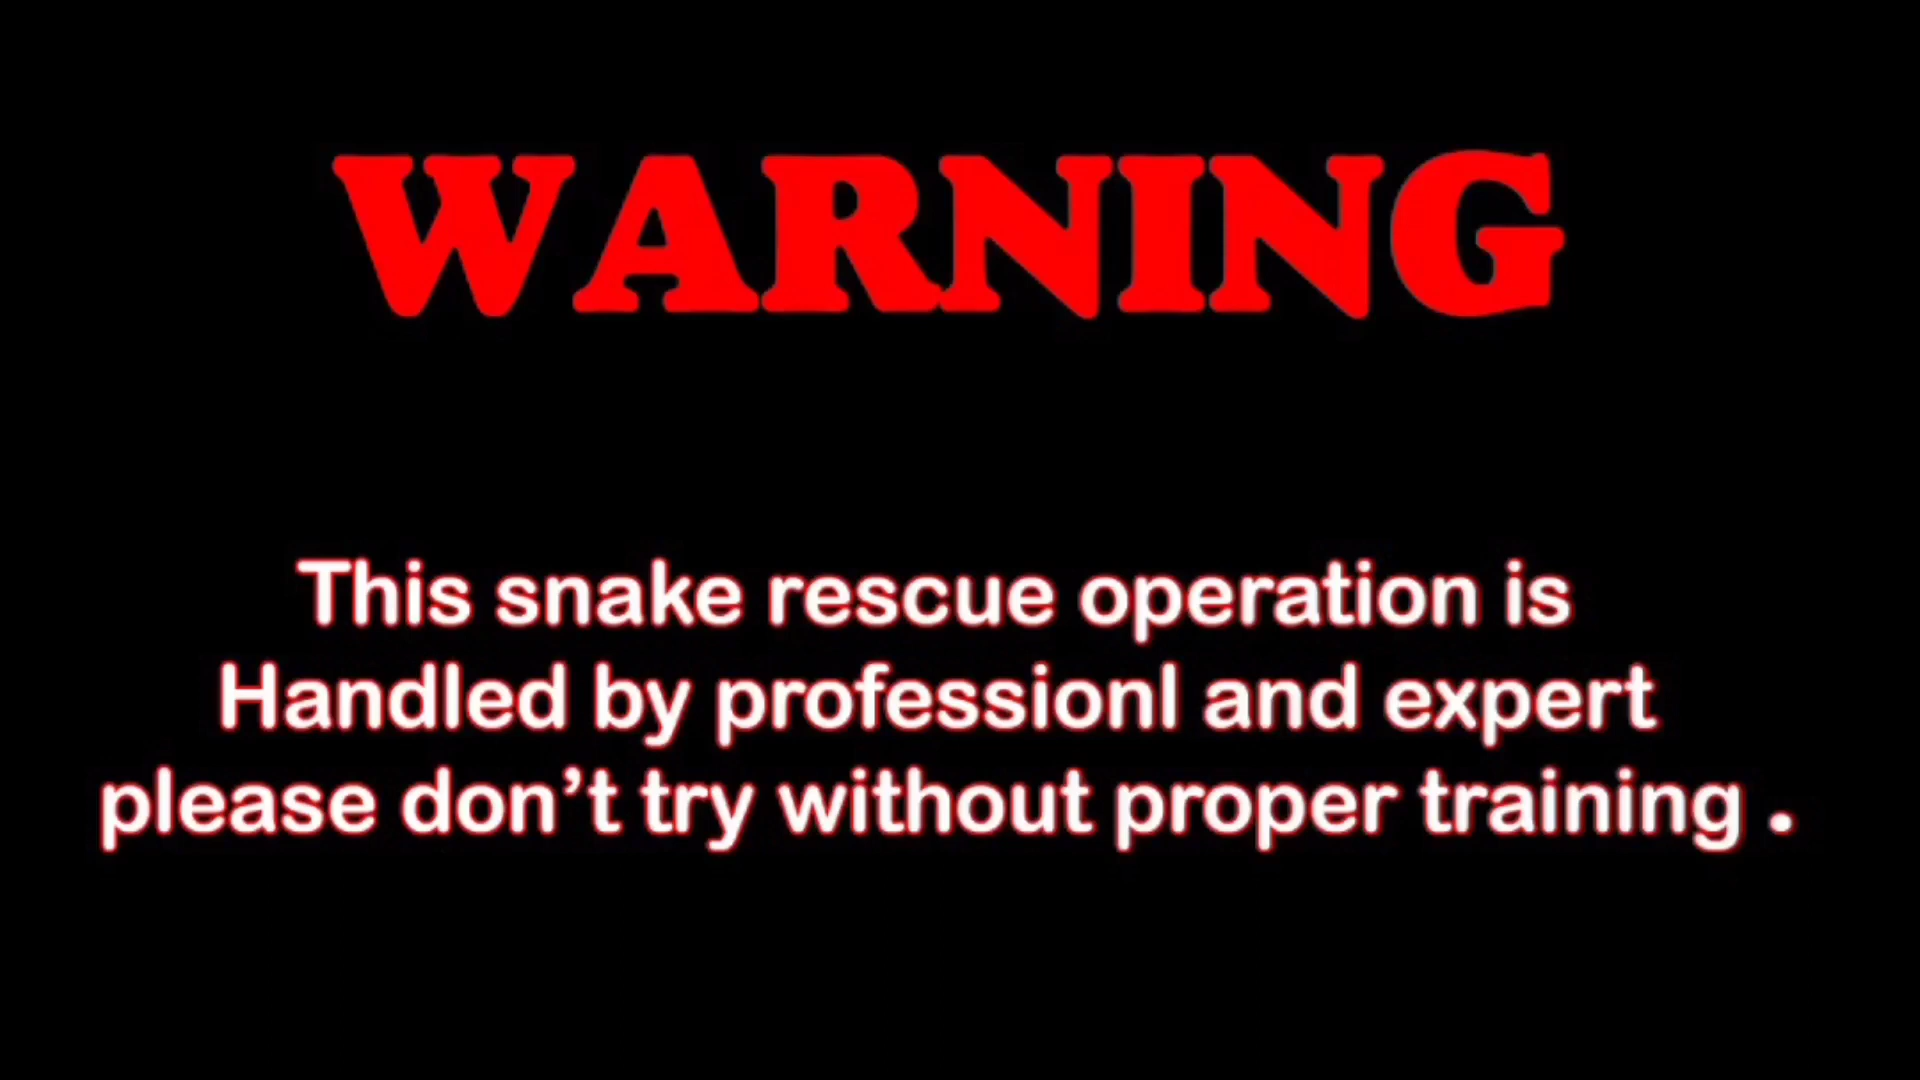 WARNING
This snake rescue operation is
Handled by professionl and expert
please don’t try without proper training .